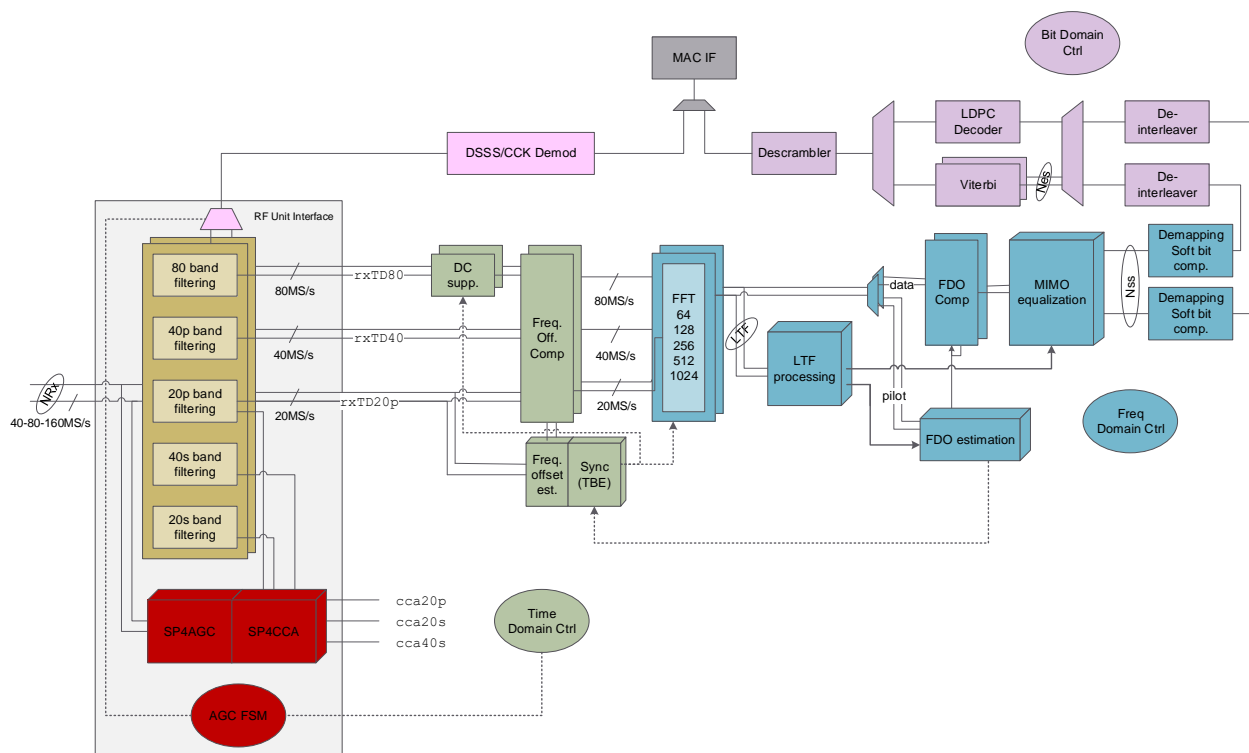 Bit Domain
Ctrl
MAC IF
LDPC
Decoder
De-
interleaver
DSSS/CCK Demod
Descrambler
Viterbi
Nes
De-
interleaver
RF Unit Interface
80 band
filtering
80MS/s
rxTD80
DC
supp.
Freq.
Off.
Comp
80MS/s
FFT
64
128
256
512
1024
LTF
data
FDO
Comp
MIMO
equalization
Nss
Demapping
Soft bit
comp.
Demapping
Soft bit
comp.
40p band
filtering
40MS/s
rxTD40
40MS/s
LTF
processing
NRx
40-80-160MS/s
20p band
filtering
20MS/s
rxTD20p
20MS/s
pilot
Freq
Domain Ctrl
40s band
filtering
Freq.
offset
est.
Sync
(TBE)
FDO estimation
20s band
filtering
SP4AGC
SP4CCA
cca20p
cca20s
cca40s
Time
Domain Ctrl
AGC FSM